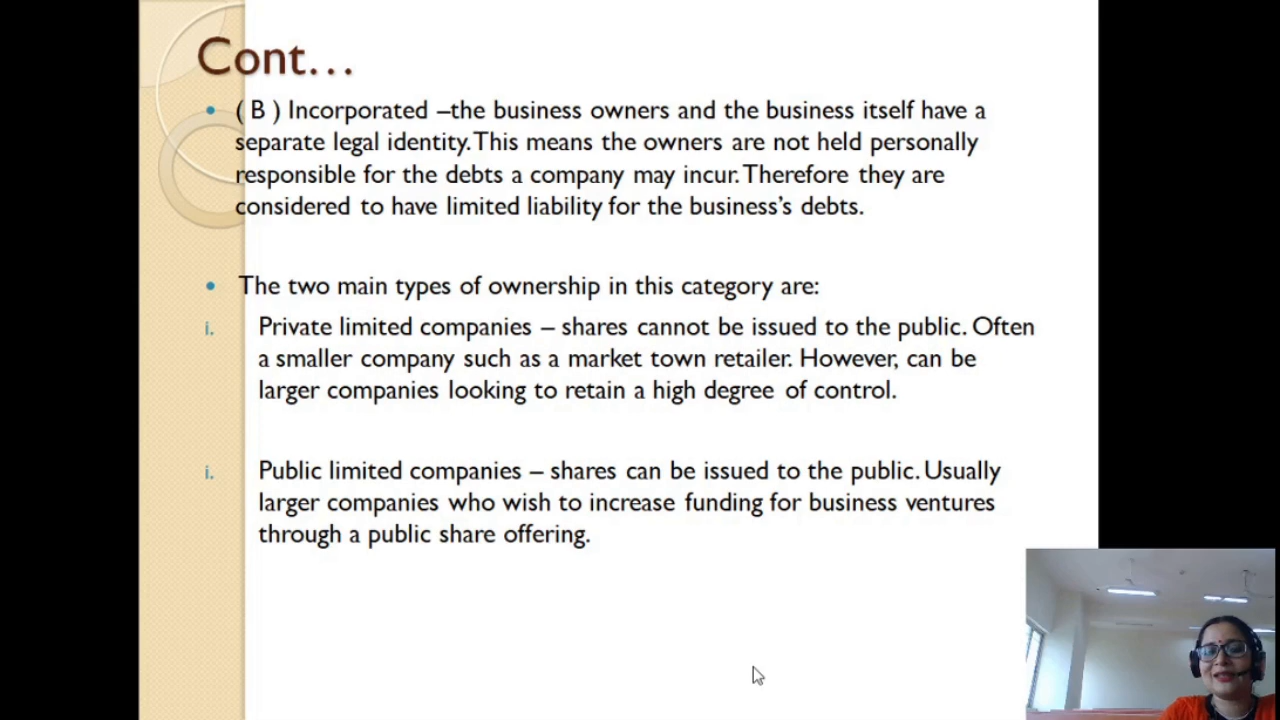 Cont...
• ( B ) Incorporated –the business owners and the business itself have a
separate legal identity. This means the owners are not held personally
responsible for the debts a company may incur. Therefore they are
considered to have limited liability for the business’s debts.
• The two main types of ownership in this category are:
i. Private limited companies – shares cannot be issued to the public. Often
a smaller company such as a market town retailer. However, can be
larger companies looking to retain a high degree of control.
i. Public limited companies – shares can be issued to the public. Usually
larger companies who wish to increase funding for business ventures
through a public share offering.